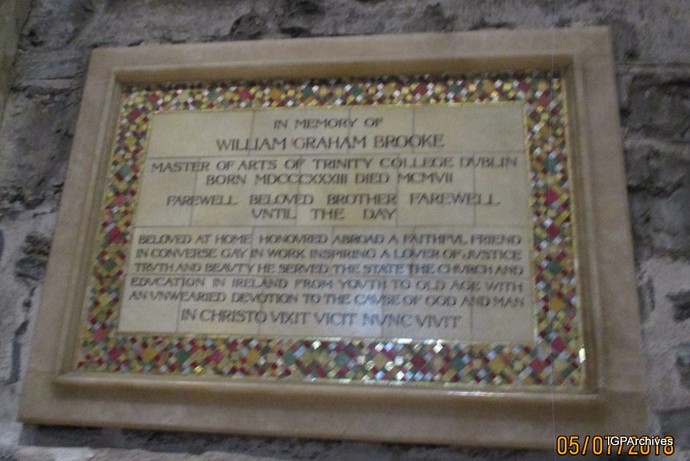 IN MEMORY OF
WILLIAM GRAHAM BROOKE
MASTER OF ARTS OF TRINITY COLLEGE DVBLIN
BORN MDCCCXXXIII DIED MCMVII
FAREWELL BELOVED BROTHER FAREWELL
VNTIL THE DAY
BELOVED AT HOME HONOVRED ABROAD A FAITHFVL FRIEND
IN CONVERSE GAY IN WORK INSPIRING A LOVER OF JVSTICE
TRVTH AND BEAVTY HE SERVED THE STATE THE CHVRCH AND
EDVCATION IN IRELAND FROM YOVTH TO OLD AGE WITH
AN VNWEARIED DEVOTION TO THE CAVSE OF GOD AND MAN
IN CHRISTO VIXIT VICIT NVNC VIVIT
05/01/2018
IGPArchives